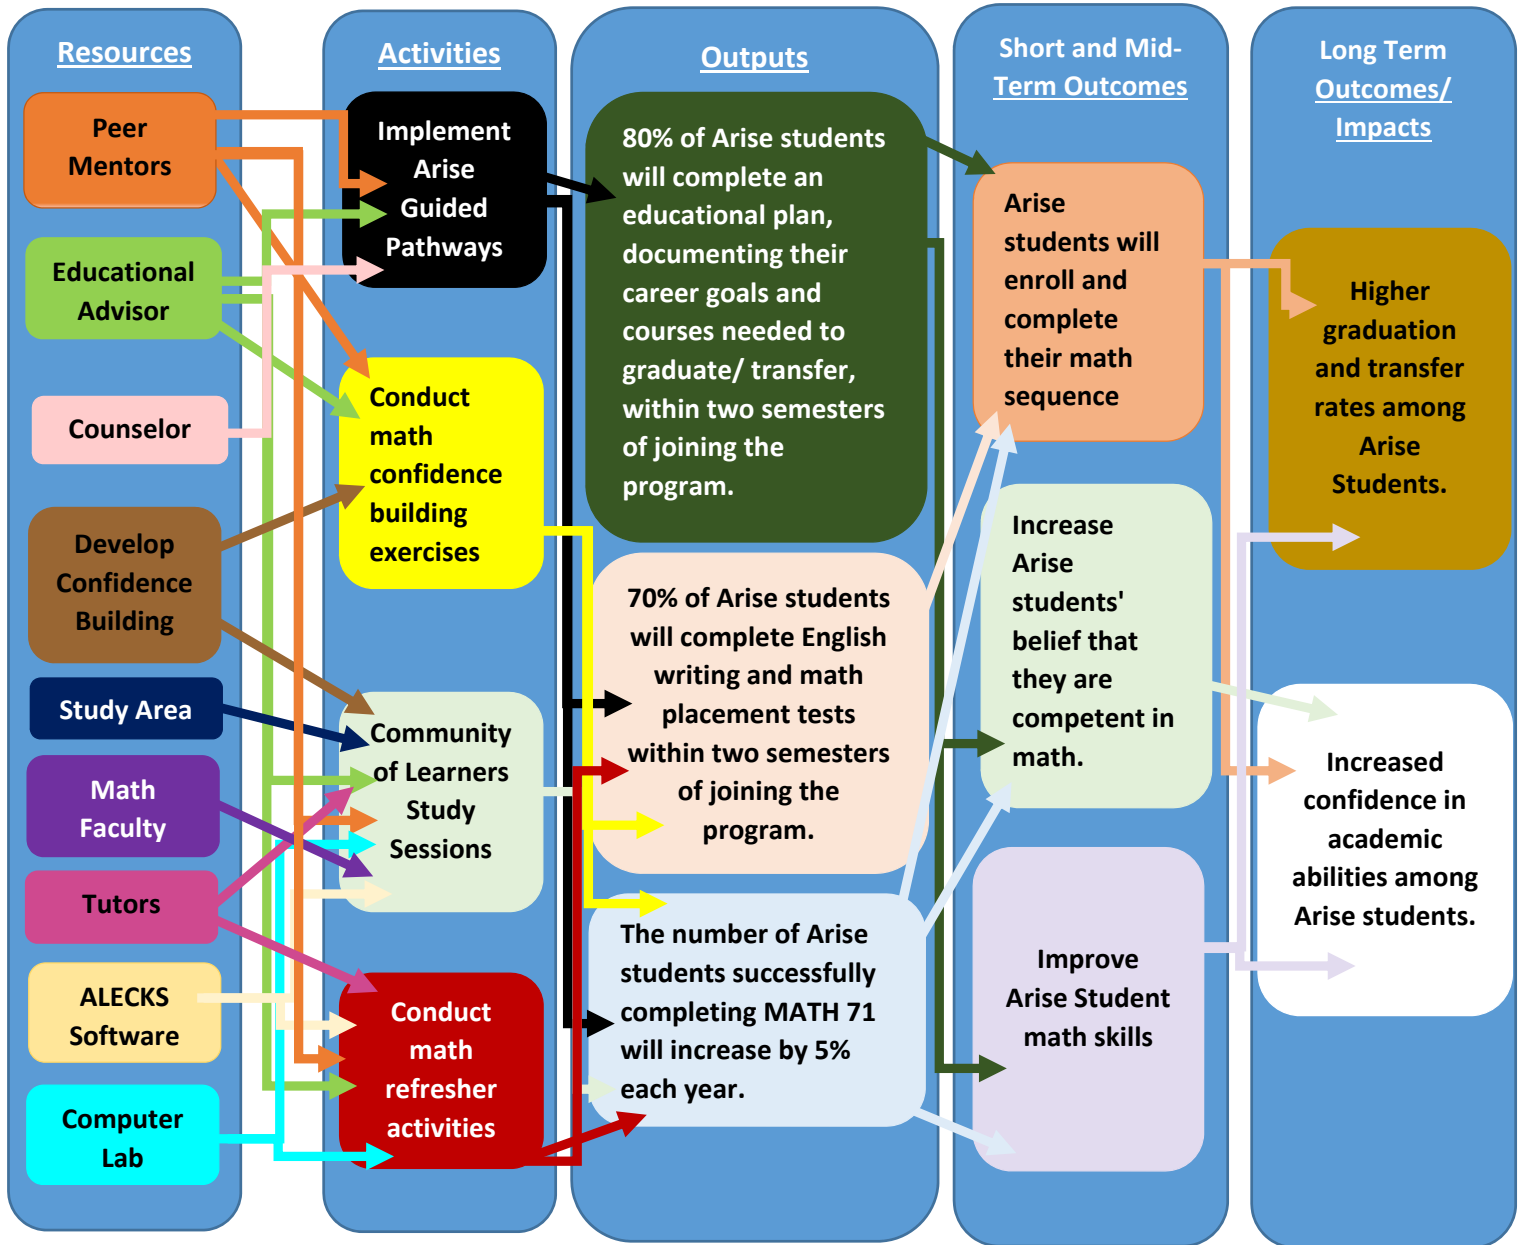 Resources
Peer
Mentors
Educational
Advisor
Counselor
Develop
Confidence
Building
Study Area
Math
Faculty
Tutors
ALECKS
Software
Computer
Lab
Activities
Implement
Arise
Guided
Pathways
Conduct
math
confidence
building
exercises
Community
of Learners
Study
Sessions
Conduct
math
refresher
activities
Outputs
80% of Arise students
will complete an
educational plan,
documenting their
career goals and
courses needed to
graduate/ transfer,
within two semesters
of joining the
program.
70% of Arise students
will complete English
writing and math
placement tests
within two semesters
of joining the
program.
The number of Arise
students successfully
completing MATH 71
will increase by 5%
each year.
Short and Mid-
Term Outcomes
Arise
students will
enroll and
complete
their math
sequence
Increase
Arise
students'
belief that
they are
competent in
math.
Improve
Arise Student
math skills
Long Term
Outcomes/
Impacts
Higher
graduation
and transfer
rates among
Arise
Students.
Increased
confidence in
academic
abilities among
Arise students.